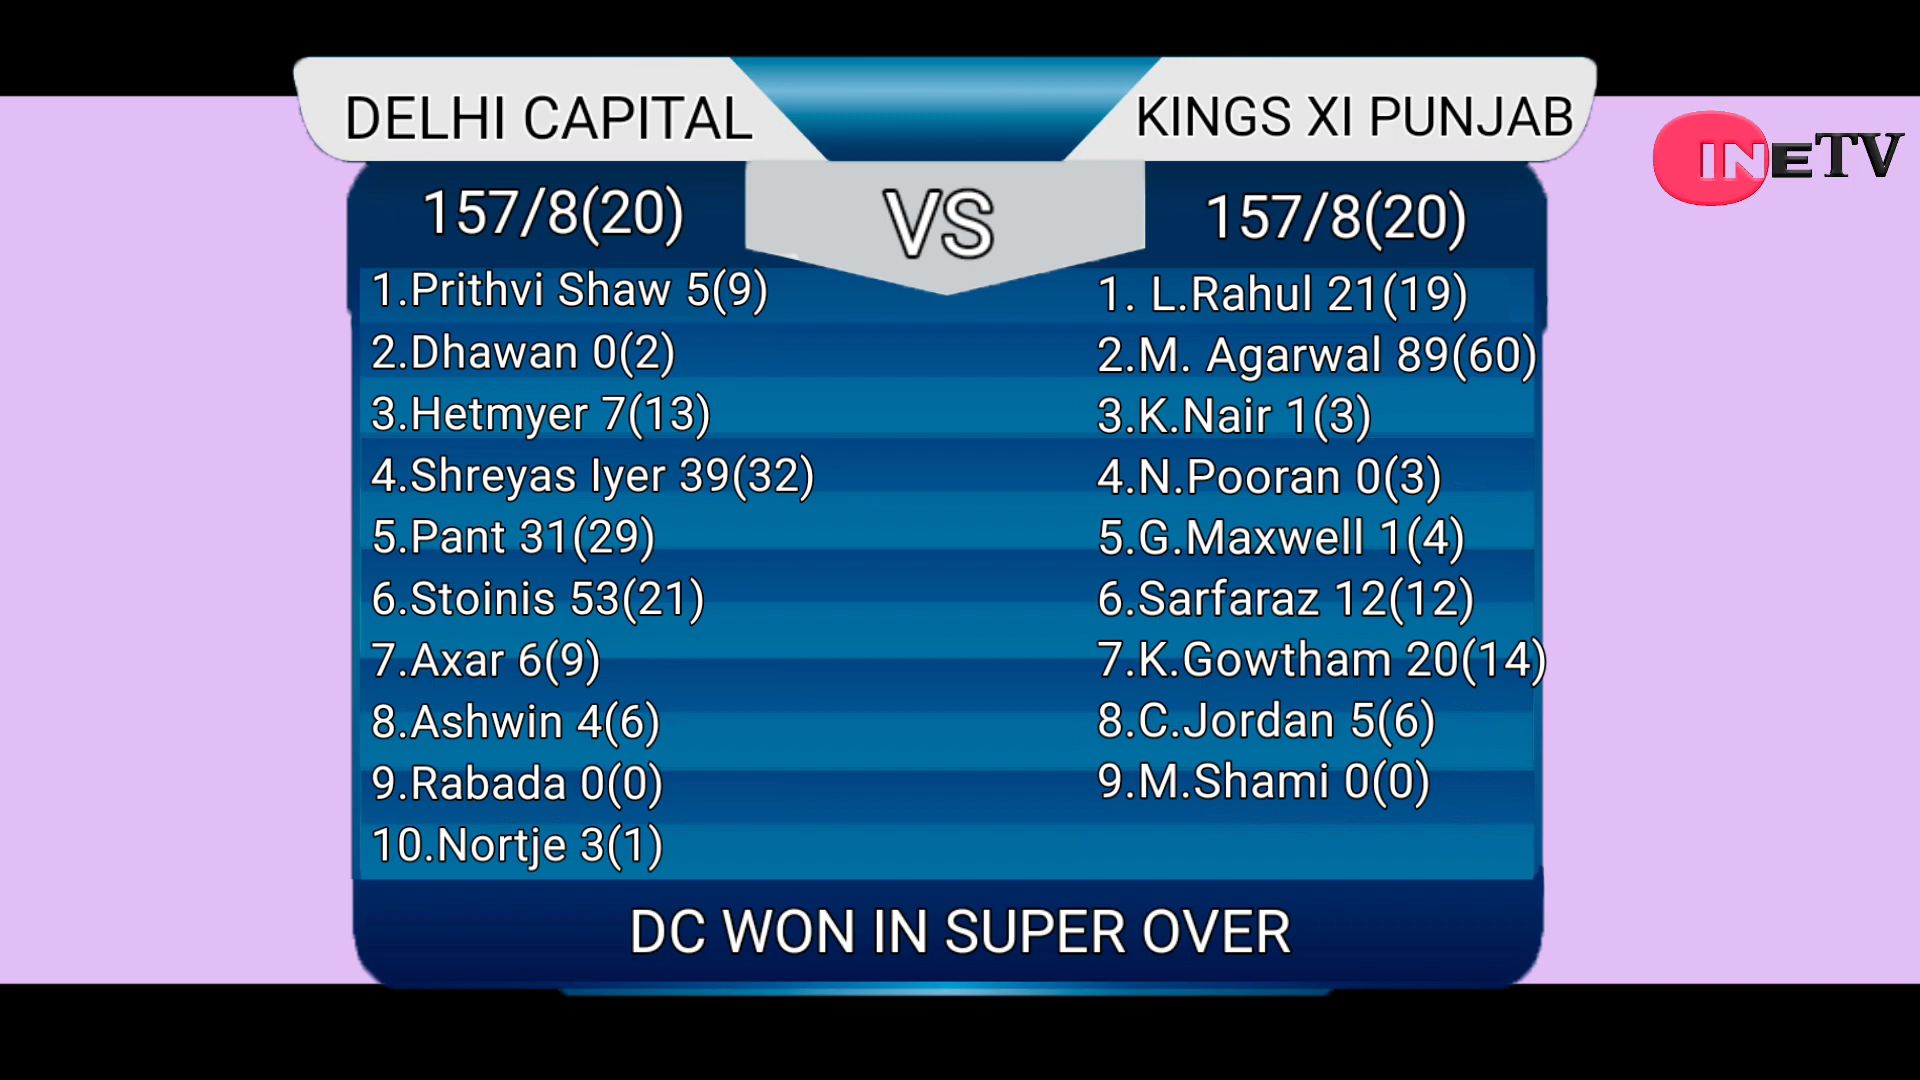 DELHI CAPITAL
KINGS XI PUNJAB
INETV
157/8(20)
VS
157/8(20)
1.Prithvi Shaw 5(9)
2.Dhawan 0(2)
3.Hetmyer 7(13)
4.Shreyas Iyer 39(32)
5.Pant 31(29)
6.Stoinis 53(21)
7.Axar 6(9)
8.Ashwin 4(6)
9.Rabada 0(0)
10.Nortje 3(1)
1. L.Rahul 21(19)
2.M. Agarwal 89(60)
3.K.Nair 1(3)
4.N.Pooran 0(3)
5.G.Maxwell 1(4)
6.Sarfaraz 12(12)
7.K.Gowtham 20(14)
8.C.Jordan 5(6)
9.M.Shami 0(0)
DC WON IN SUPER OVER